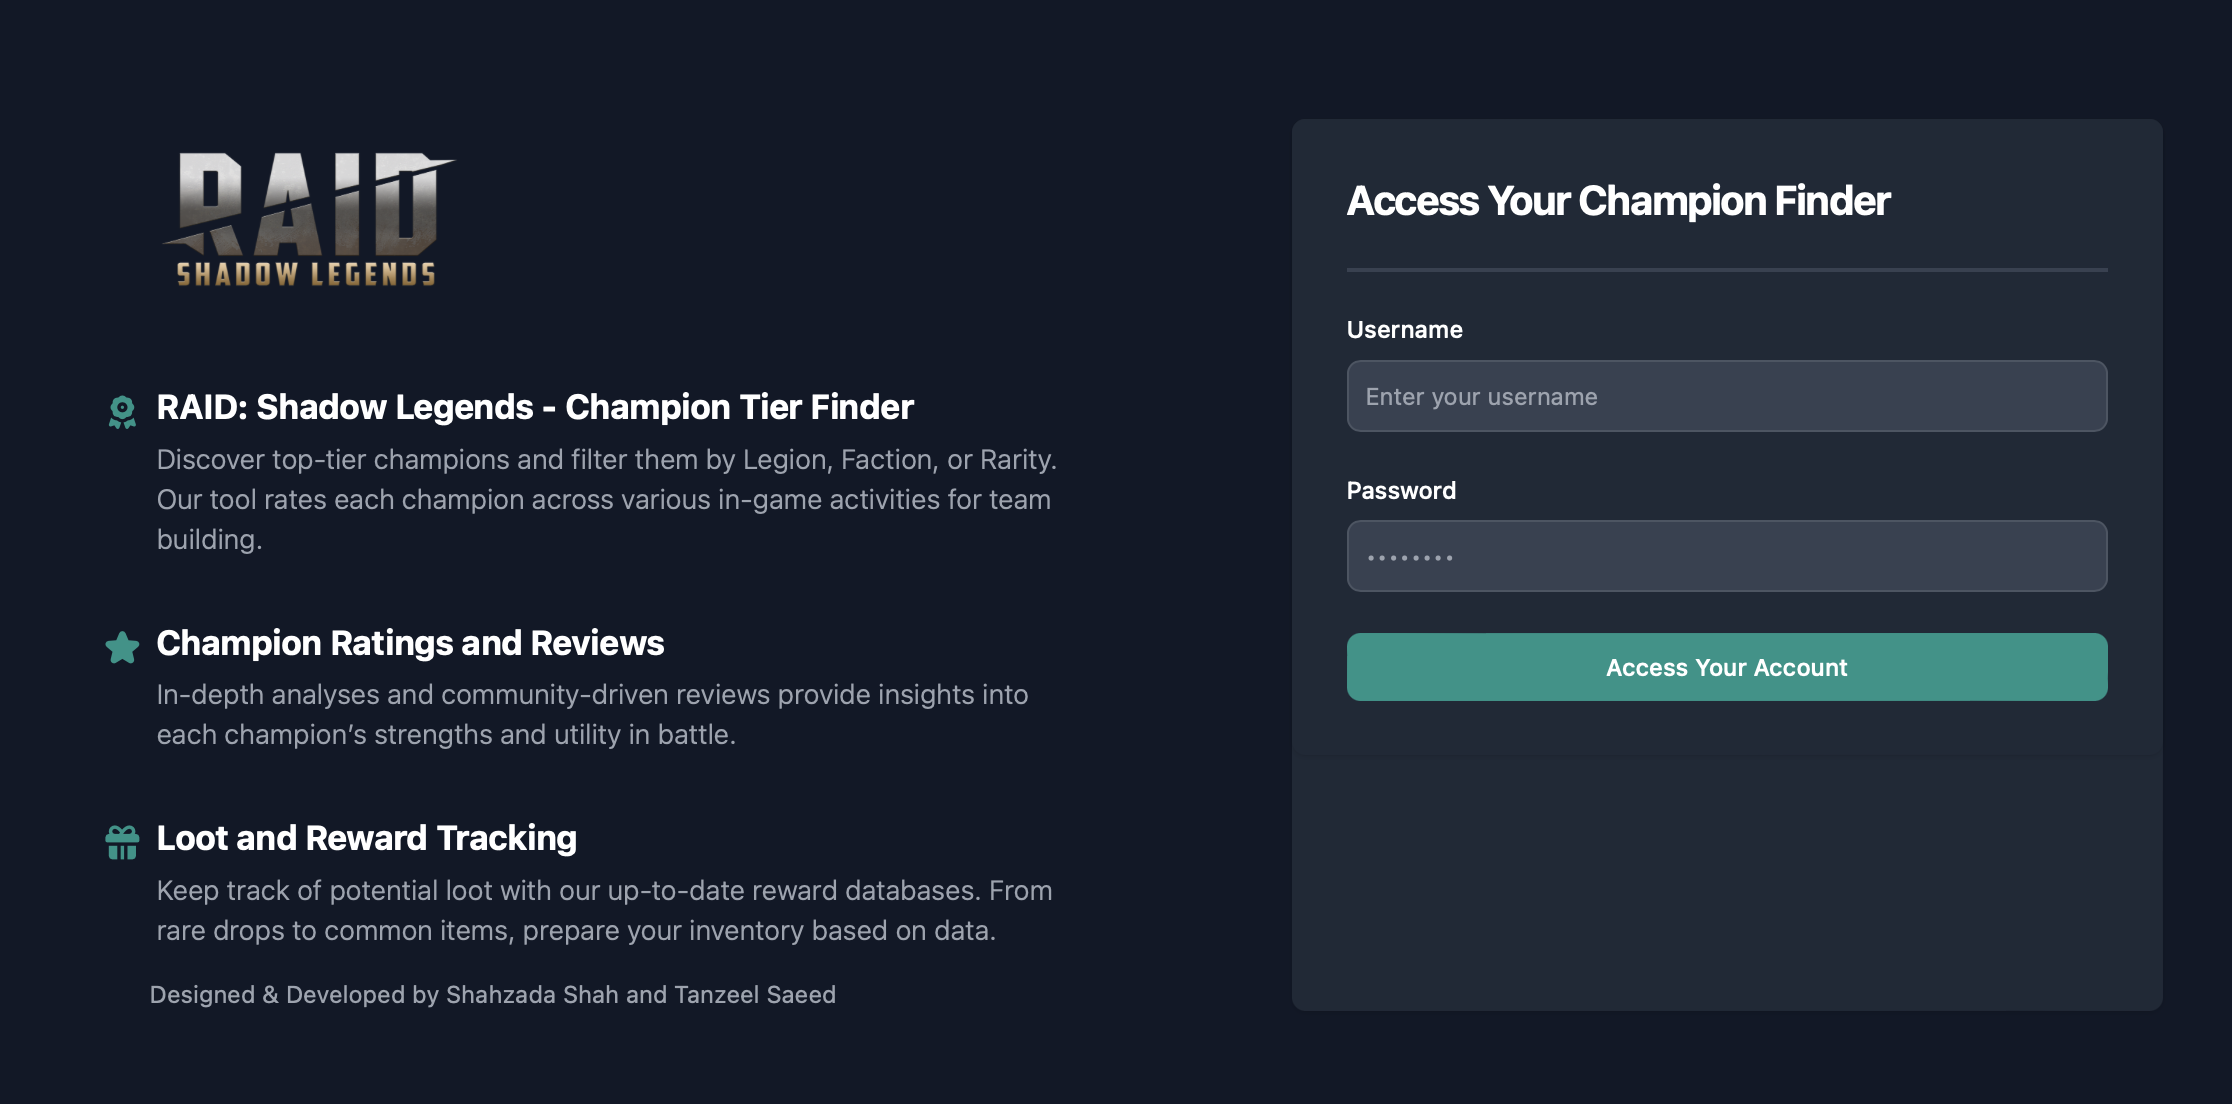 RAID
SHADOW LEGENDS
RAID: Shadow Legends - Champion Tier Finder
Discover top-tier champions and filter them by Legion, Faction, or Rarity.
Our tool rates each champion across various in-game activities for team
building.
Champion Ratings and Reviews
In-depth analyses and community-driven reviews provide insights into
each champion’s strengths and utility in battle.
Loot and Reward Tracking
Keep track of potential loot with our up-to-date reward databases. From
rare drops to common items, prepare your inventory based on data.
Designed & Developed by Shahzada Shah and Tanzeel Saeed
Access Your Champion Finder
Username
Enter your username
Password
••••••••
Access Your Account